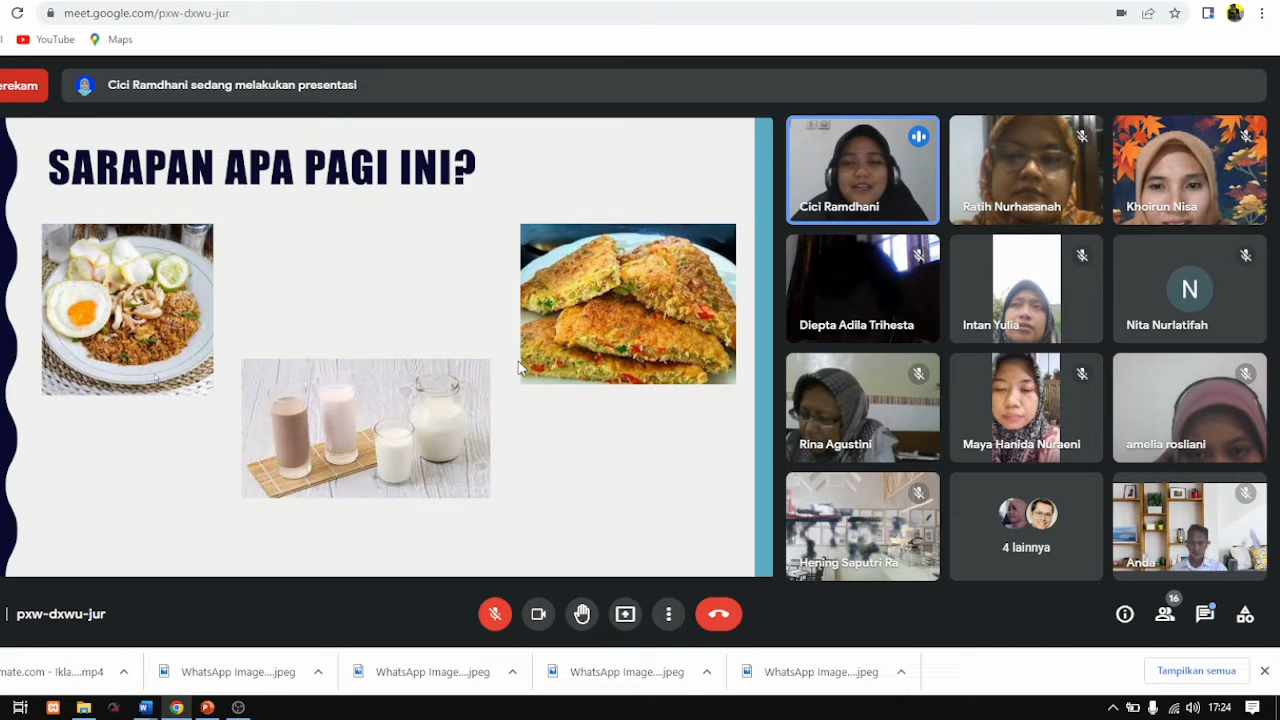 meet.google.com/pxw-dxwu-jur
YouTube
Maps
erekam
Cici Ramdhani sedang melakukan presentasi
SARAPAN APA PAGI INI?
Cici Ramdhani
Ratih Nurhasanah
Khoirun Nisa
Diepta Adila Trihesta
Intan Yulia
N
Nita Nurlatifah
Rina Agustini
Maya Hanida Nuraeni
amelia rosliani
Hening Saputri Ra
4 lainnya
Anda
pxw-dxwu-jur
16
mate.com - Ikla....mp4
WhatsApp Image....jpeg
WhatsApp Image....jpeg
WhatsApp Image....jpeg
WhatsApp Image....jpeg
Tampilkan semua
17:24